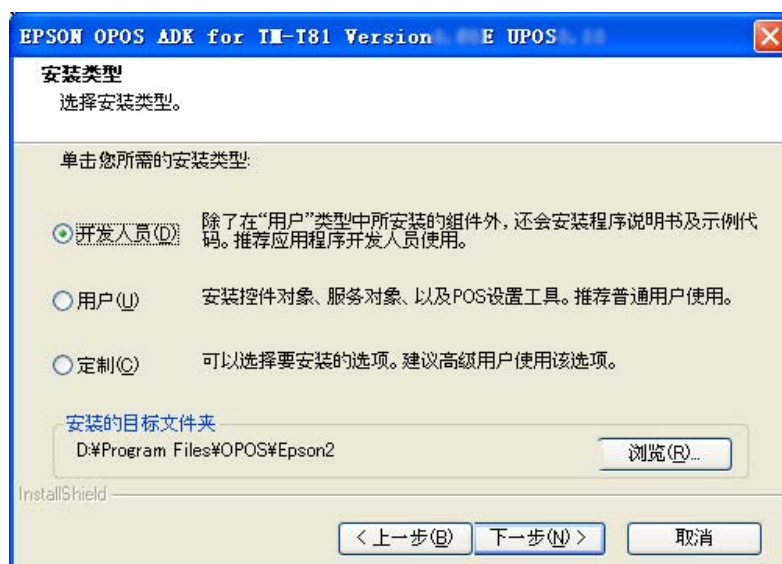 EPSON OPOS ADK for TM-T81 Version E UPOS
安装类型
选择安装类型。
单击您所需的安装类型:
开发人员(D)
除了在“用户”类型中所安装的组件外,还会安装程序说明书及示例代
码。推荐应用程序开发人员使用。
用户(U)
安装控件对象、服务对象、以及POS设置工具。推荐普通用户使用。
定制(C)
可以选择要安装的选项。建议高级用户使用该选项。
安装的目标文件夹
D:¥Program Files¥OPOS¥Epson2
浏览(R)...
InstallShield
< 上一步(B)
下一步(N) >
取消